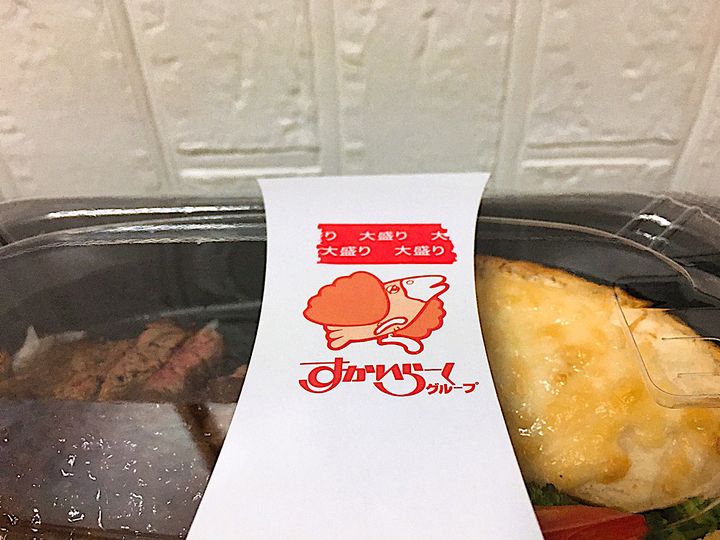 り 大盛り 大
大盛り 大盛り
すかいらーく
グループ